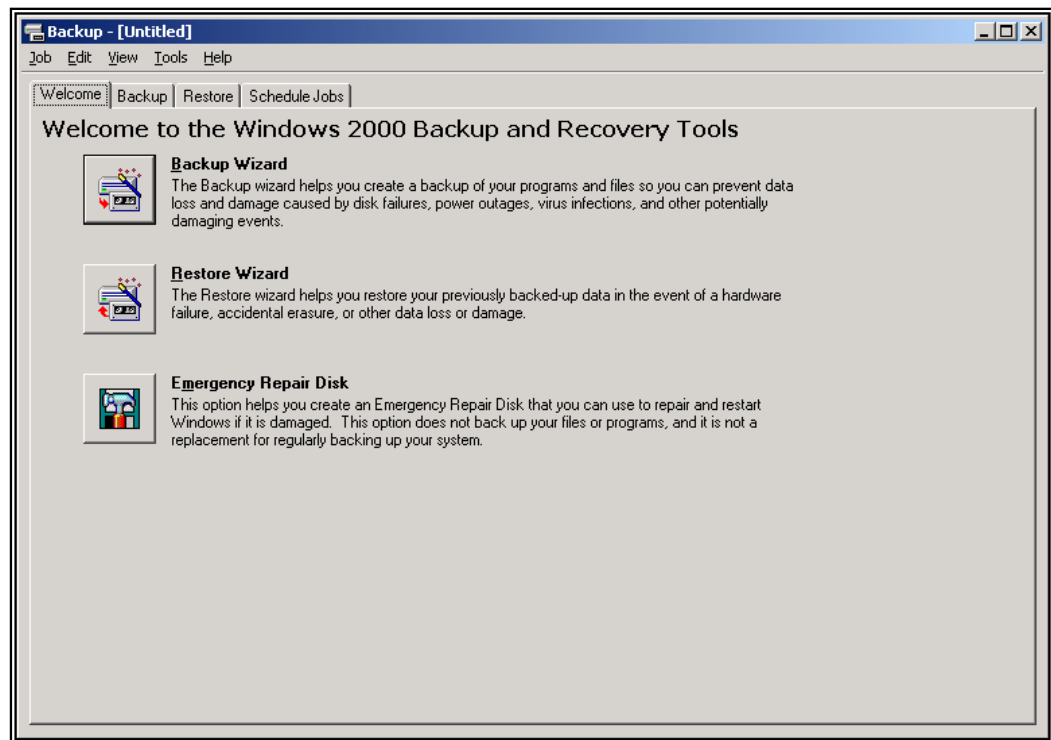 Backup - [Untitled]
Job Edit View Tools Help
Welcome Backup Restore Schedule Jobs
Welcome to the Windows 2000 Backup and Recovery Tools
Backup Wizard
The Backup wizard helps you create a backup of your programs and files so you can prevent data
loss and damage caused by disk failures, power outages, virus infections, and other potentially
damaging events.
Restore Wizard
The Restore wizard helps you restore your previously backed-up data in the event of a hardware
failure, accidental erasure, or other data loss or damage.
Emergency Repair Disk
This option helps you create an Emergency Repair Disk that you can use to repair and restart
Windows if it is damaged. This option does not back up your files or programs, and it is not a
replacement for regularly backing up your system.